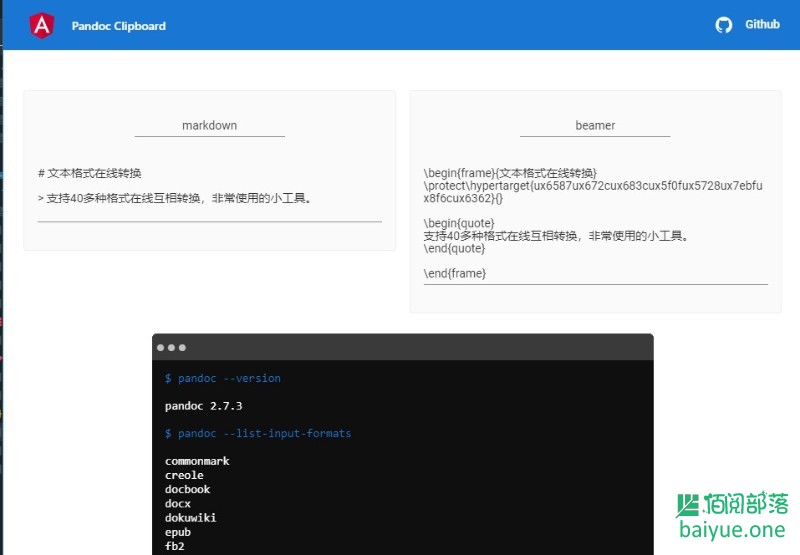 Pandoc Clipboard
Github
markdown
# 文本格式在线转换
> 支持40多种格式在线互相转换，非常使用的小工具。
beamer
\begin{frame}{文本格式在线转换}
\protect\hypertarget{ux6587ux672cux683cux5f0fux5728ux7ebfu
x8f6cux6362}{}
\begin{quote}
支持40多种格式在线互相转换，非常使用的小工具。
\end{quote}
\end{frame}
$ pandoc --version
pandoc 2.7.3
$ pandoc --list-input-formats
commonmark
creole
docbook
docx
dokuwiki
epub
fb2
佰阅部落
baiyue.one